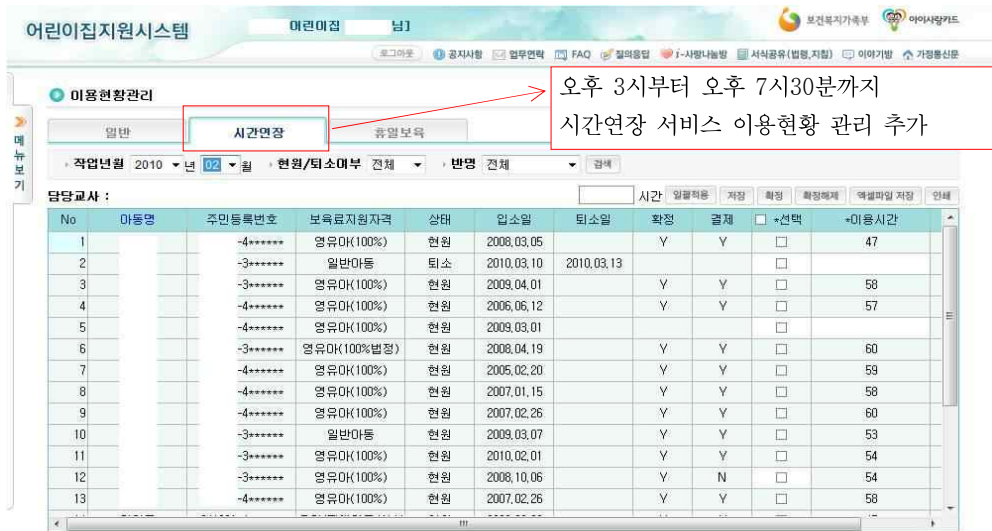 어린이집지원시스템
어린이집 님]
보건복지가족부 아이사랑카드
로그아웃 공지사항 업무연락 FAQ 질의응답 i-사랑나눔방 서식공유(법령,지침) 이야기방 가정통신문
메뉴보기
이용현황관리
오후 3시부터 오후 7시30분까지
시간연장 서비스 이용현황 관리 추가
일반 시간연장 휴일보육
작업년월 2010 년 02 월 현원/퇴소여부 전체 반명 전체 검색
담당교사 : 시간 일괄적용 저장 확정 확정해제 엑셀파일 저장 인쇄
No 아동명 주민등록번호 보육료지원자격 상태 입소일 퇴소일 확정 결제 *선택 *이용시간
1 -4****** 영유아(100%) 현원 2008.03.05 Y Y 47
2 -3****** 일반아동 퇴소 2010.03.10 2010.03.13
3 -3****** 영유아(100%) 현원 2009.04.01 Y Y 58
4 -4****** 영유아(100%) 현원 2006.06.12 Y Y 57
5 -4****** 영유아(100%) 현원 2009.03.01
6 -3****** 영유아(100%법정) 현원 2008.04.19 Y Y 60
7 -4****** 영유아(100%) 현원 2005.02.20 Y Y 59
8 -4****** 영유아(100%) 현원 2007.01.15 Y Y 58
9 -4****** 영유아(100%) 현원 2007.02.26 Y Y 60
10 -3****** 일반아동 현원 2009.03.07 Y Y 53
11 -3****** 영유아(100%) 현원 2010.02.01 Y Y 54
12 -3****** 영유아(100%) 현원 2008.10.06 Y N 54
13 -4****** 영유아(100%) 현원 2007.02.26 Y Y 58